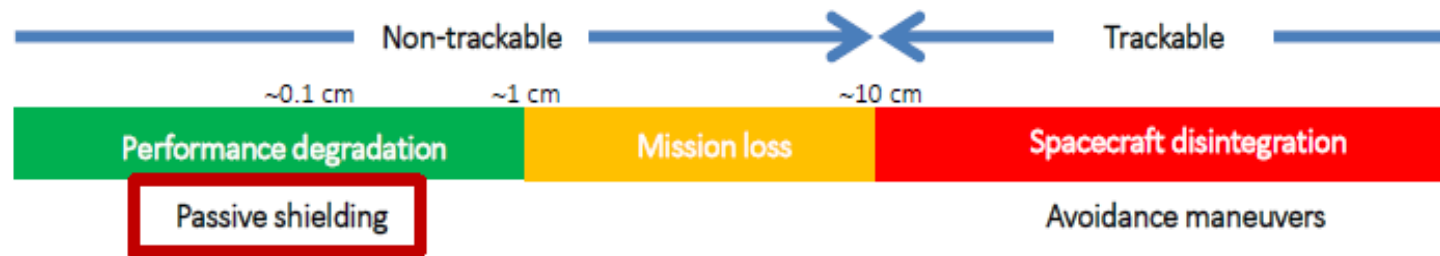 Non-trackable Trackable
~0.1 cm ~1 cm ~10 cm
Performance degradation Mission loss Spacecraft disintegration
Passive shielding Avoidance maneuvers